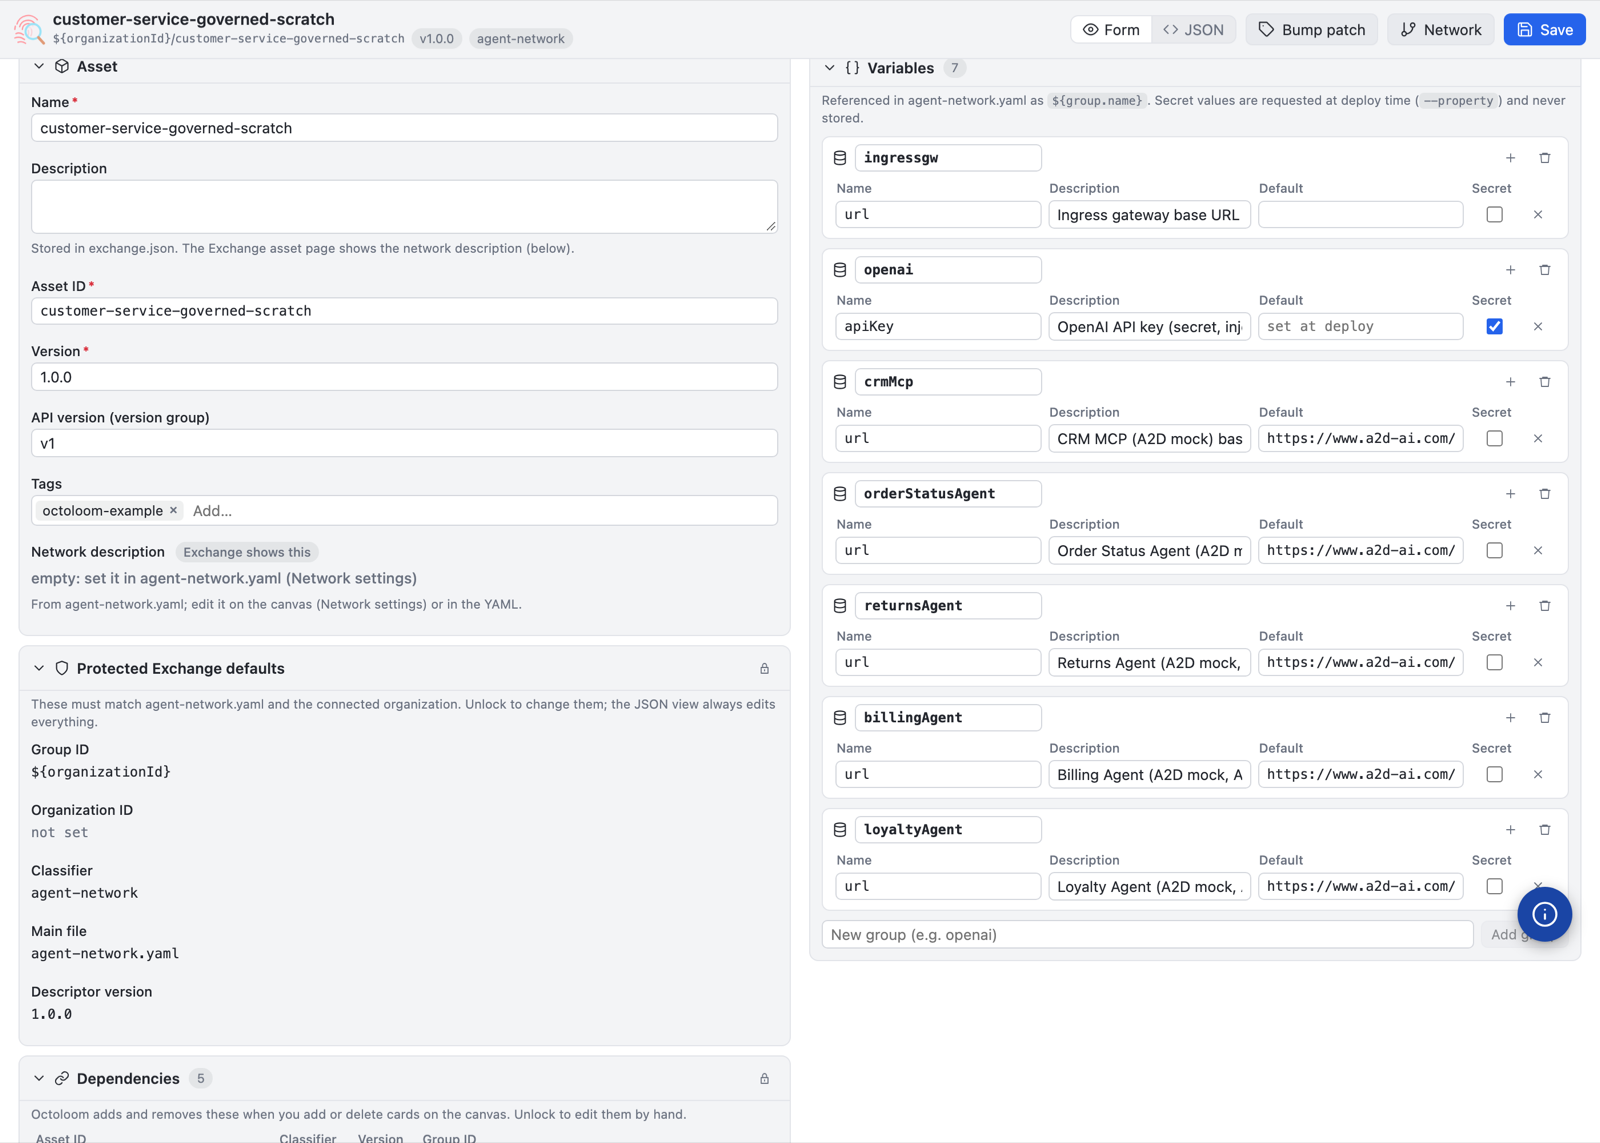 customer-service-governed-scratch
${organizationId}/customer-service-governed-scratch v1.0.0 agent-network
Form JSON Bump patch Network Save
Asset
Name *
customer-service-governed-scratch
Description
Stored in exchange.json. The Exchange asset page shows the network description (below).
Asset ID *
customer-service-governed-scratch
Version *
1.0.0
API version (version group)
v1
Tags
octoloom-example × Add...
Network description Exchange shows this
empty: set it in agent-network.yaml (Network settings)
From agent-network.yaml; edit it on the canvas (Network settings) or in the YAML.
Protected Exchange defaults
These must match agent-network.yaml and the connected organization. Unlock to change them; the JSON view always edits
everything.
Group ID
${organizationId}
Organization ID
not set
Classifier
agent-network
Main file
agent-network.yaml
Descriptor version
1.0.0
Dependencies 5
Octoloom adds and removes these when you add or delete cards on the canvas. Unlock to edit them by hand.
Asset ID Classifier Version Group ID
{} Variables 7
Referenced in agent-network.yaml as ${group.name} . Secret values are requested at deploy time ( --property ) and never
stored.
ingressgw
Name Description Default Secret
url Ingress gateway base URL
openai
Name Description Default Secret
apiKey OpenAI API key (secret, inj set at deploy
crmMcp
Name Description Default Secret
url CRM MCP (A2D mock) bas https://www.a2d-ai.com/
orderStatusAgent
Name Description Default Secret
url Order Status Agent (A2D m https://www.a2d-ai.com/
returnsAgent
Name Description Default Secret
url Returns Agent (A2D mock, https://www.a2d-ai.com/
billingAgent
Name Description Default Secret
url Billing Agent (A2D mock, A https://www.a2d-ai.com/
loyaltyAgent
Name Description Default Secret
url Loyalty Agent (A2D mock, https://www.a2d-ai.com/
New group (e.g. openai) Add